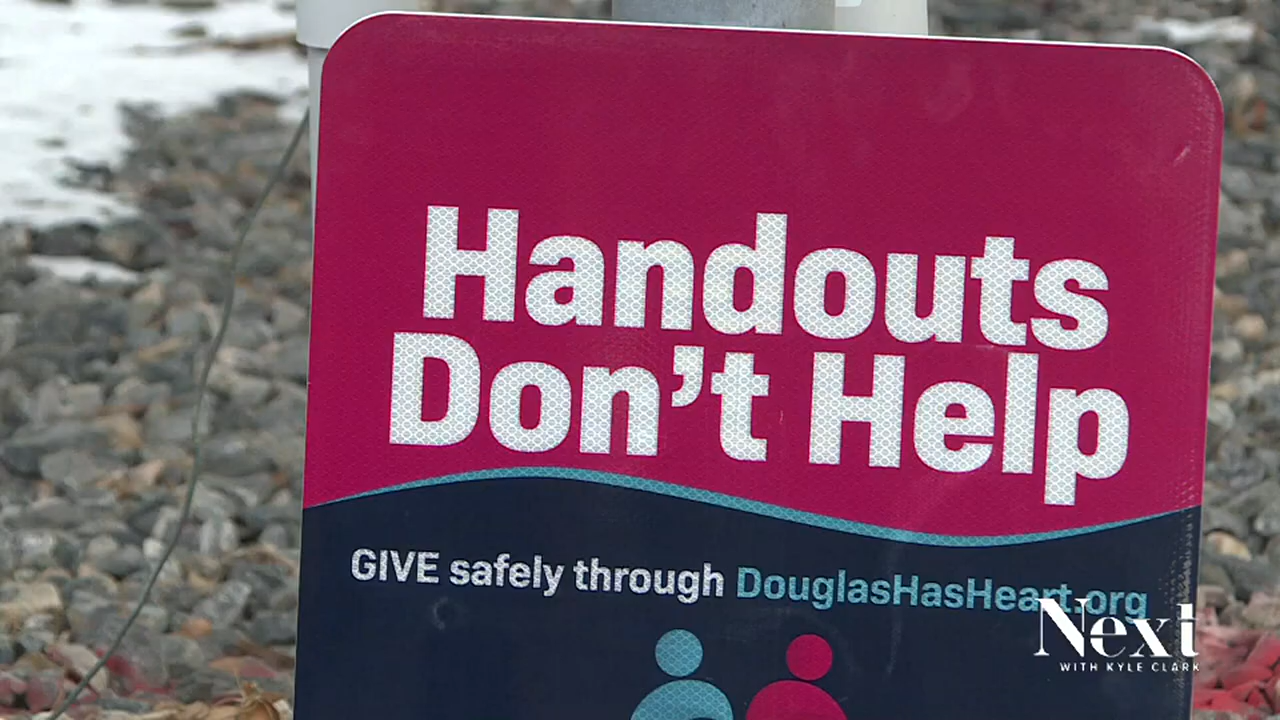 Handouts
Don't Help
GIVE safely through DouglasHasHeart.org
Next
WITH KYLE CLARK